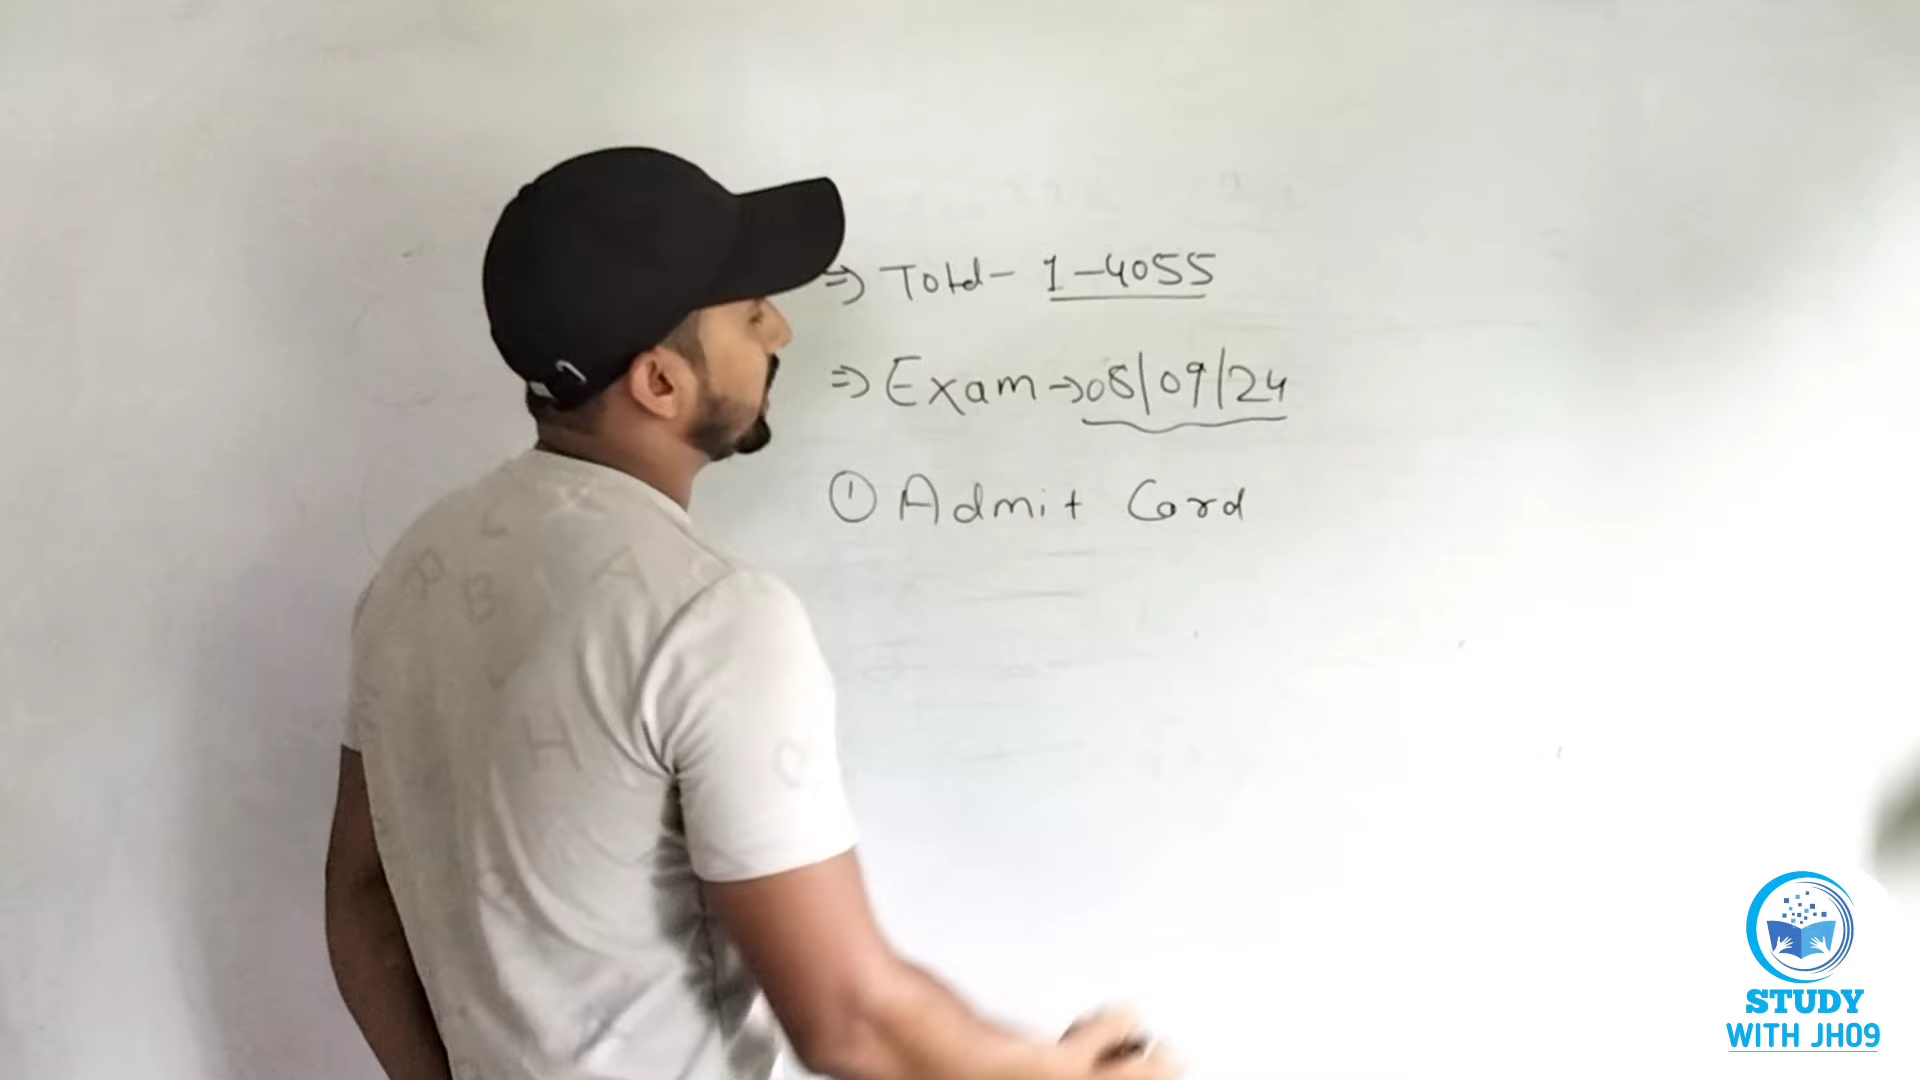 ⇒ Total - 1-4055
⇒ Exam → 08/09/24
① Admit Card
STUDY
WITH JH09